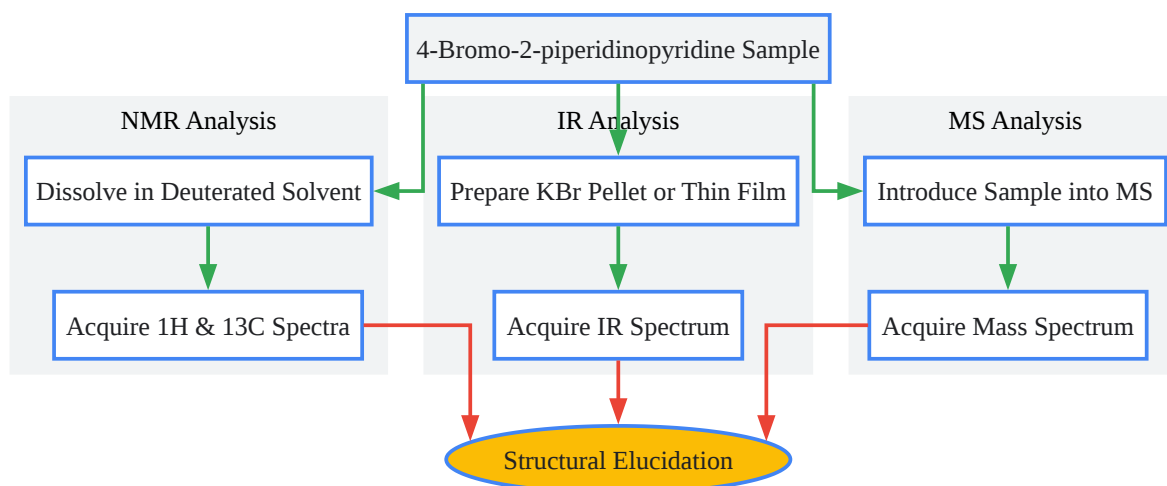 4-Bromo-2-piperidinopyridine Sample
NMR Analysis
IR Analysis
MS Analysis
Dissolve in Deuterated Solvent
Prepare KBr Pellet or Thin Film
Introduce Sample into MS
Acquire 1H & 13C Spectra
Acquire IR Spectrum
Acquire Mass Spectrum
Structural Elucidation